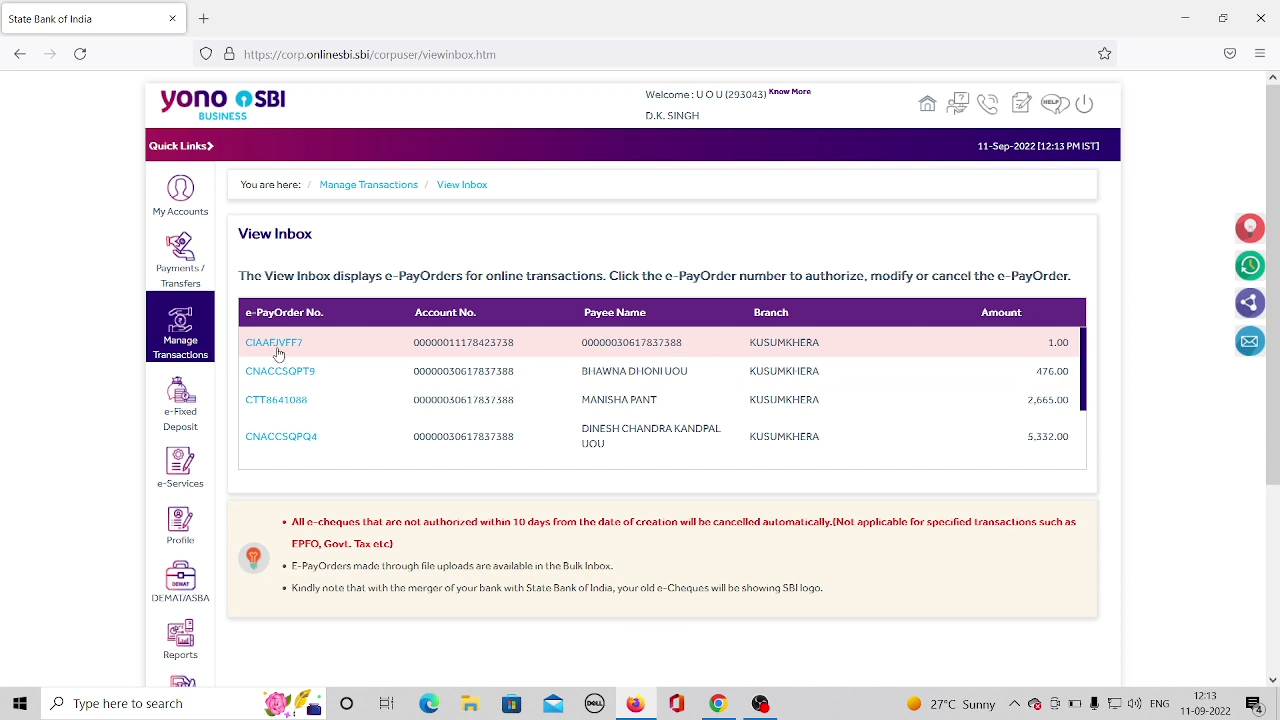 State Bank of India
https://corp.onlinesbi.sbi/corpuser/viewinbox.htm
yono SBI
BUSINESS
Welcome : U O U (293043) Know More
D.K. SINGH
HELP
Quick Links
11-Sep-2022 [12:13 PM IST]
My Accounts
Payments /
Transfers
Manage
Transactions
e-Fixed
Deposit
e-Services
Profile
DEMAT
DEMAT/ASBA
Reports
You are here: / Manage Transactions / View Inbox
View Inbox
The View Inbox displays e-PayOrders for online transactions. Click the e-PayOrder number to authorize, modify or cancel the e-PayOrder.
e-PayOrder No. Account No. Payee Name Branch Amount
CIAAFJVFF7 00000011178423738 00000030617837388 KUSUMKHERA 1.00
CNACCSQPT9 00000030617837388 BHAWNA DHONI UOU KUSUMKHERA 476.00
CTT8641088 00000030617837388 MANISHA PANT KUSUMKHERA 2,665.00
CNACCSQPQ4 00000030617837388 DINESH CHANDRA KANDPAL KUSUMKHERA 5,332.00
UOU
• All e-cheques that are not authorized within 10 days from the date of creation will be cancelled automatically.(Not applicable for specified transactions such as
EPFO, Govt. Tax etc)
• E-PayOrders made through file uploads are available in the Bulk Inbox.
• Kindly note that with the merger of your bank with State Bank of India, your old e-Cheques will be showing SBI logo.
Type here to search
DELL
27°C Sunny
ENG
12:13
11-09-2022
4